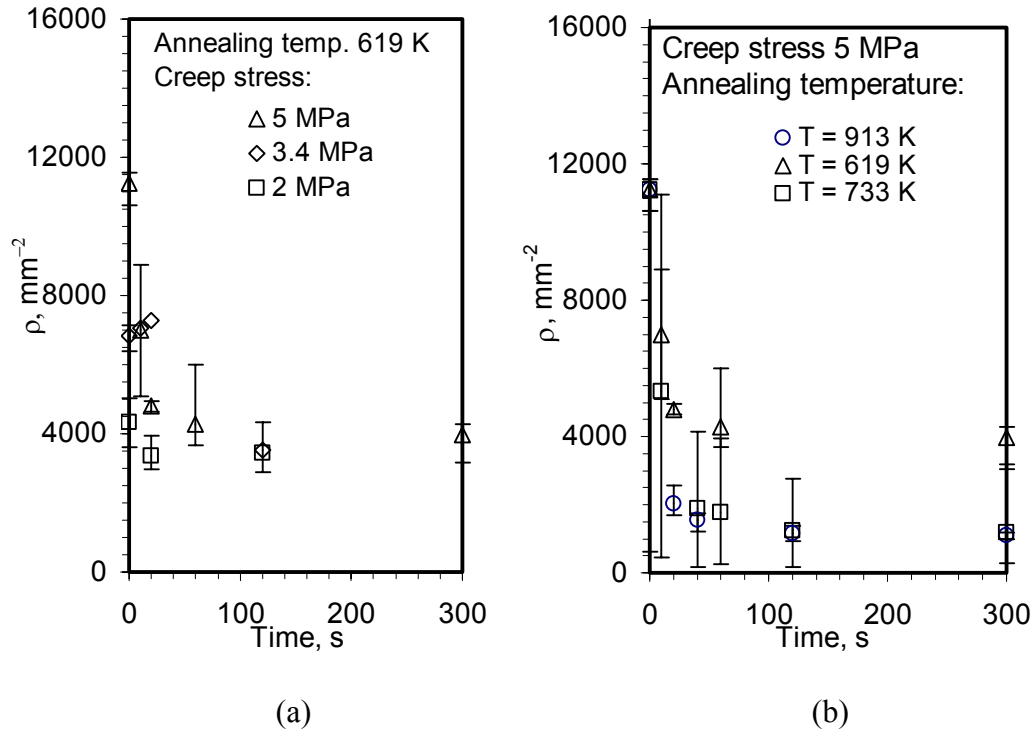 16000
12000
8000
4000
0
ρ, mm⁻²
Annealing temp. 619 K
Creep stress:
5 MPa
3.4 MPa
2 MPa
0 100 200 300
Time, s
(a)
16000
12000
8000
4000
0
ρ, mm⁻²
Creep stress 5 MPa
Annealing temperature:
T = 913 K
T = 619 K
T = 733 K
0 100 200 300
Time, s
(b)